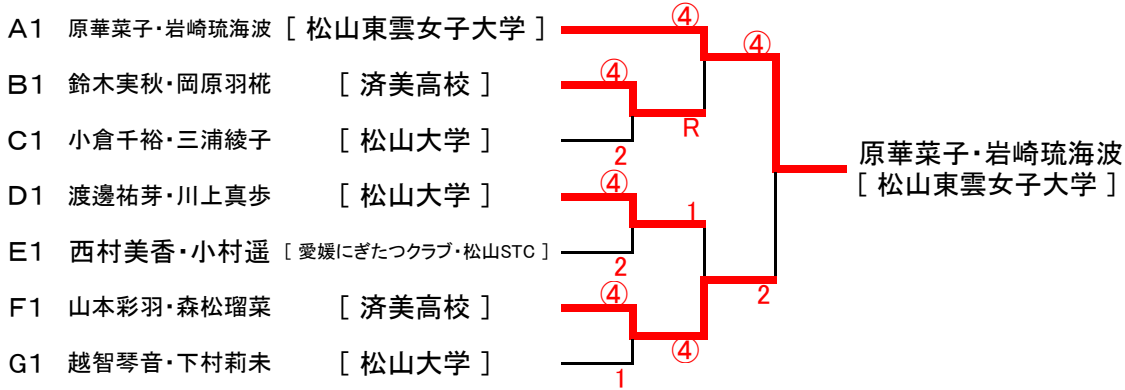 A1 原華菜子・岩崎琉海波 [ 松山東雲女子大学 ]
④
④
B1 鈴木実秋・岡原羽椛 [ 済美高校 ]
④
R
C1 小倉千裕・三浦綾子 [ 松山大学 ]
2
原華菜子・岩崎琉海波
[ 松山東雲女子大学 ]
D1 渡邊祐芽・川上真歩 [ 松山大学 ]
④
1
E1 西村美香・小村遥 [ 愛媛にぎたつクラブ・松山STC ]
2
2
F1 山本彩羽・森松瑠菜 [ 済美高校 ]
④
④
G1 越智琴音・下村莉未 [ 松山大学 ]
1